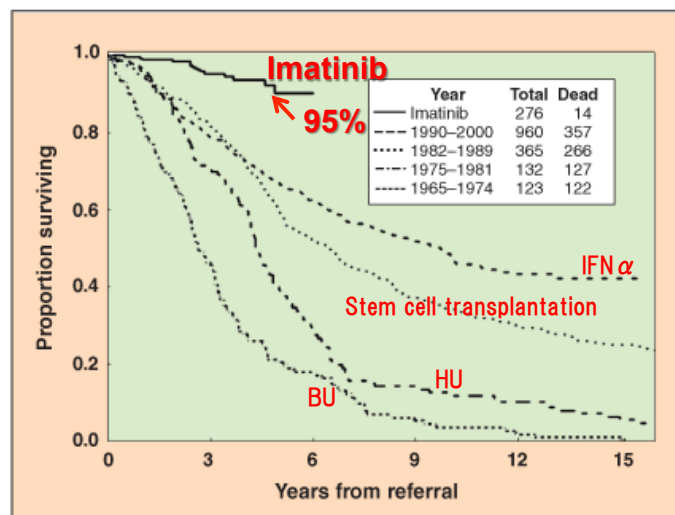 1.0
0.8
0.6
0.4
0.2
0.0
Proportion surviving
0
3
6
9
12
15
Years from referral
Imatinib
95%
Year Total Dead
Imatinib 276 14
1990–2000 960 357
1982–1989 365 266
1975–1981 132 127
1965–1974 123 122
IFNα
Stem cell transplantation
HU
BU